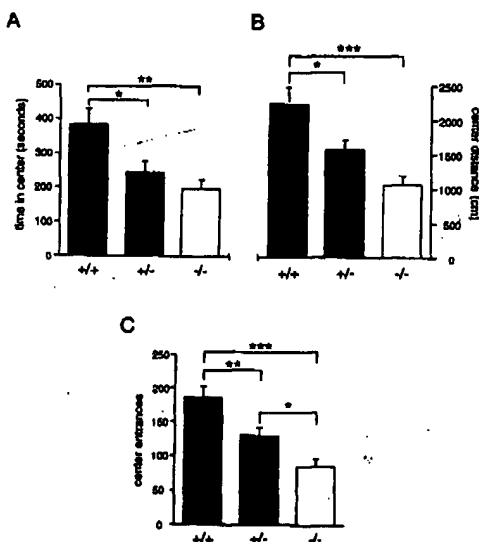 A
**
*
500
400
300
200
100
0
time in center (seconds)
+/+ +/- -/-
B
***
*
2500
2000
1500
1000
500
0
center distance [cm]
+/+ +/- -/-
C
***
**
*
250
200
150
100
50
0
center entrances
+/+ +/- -/-